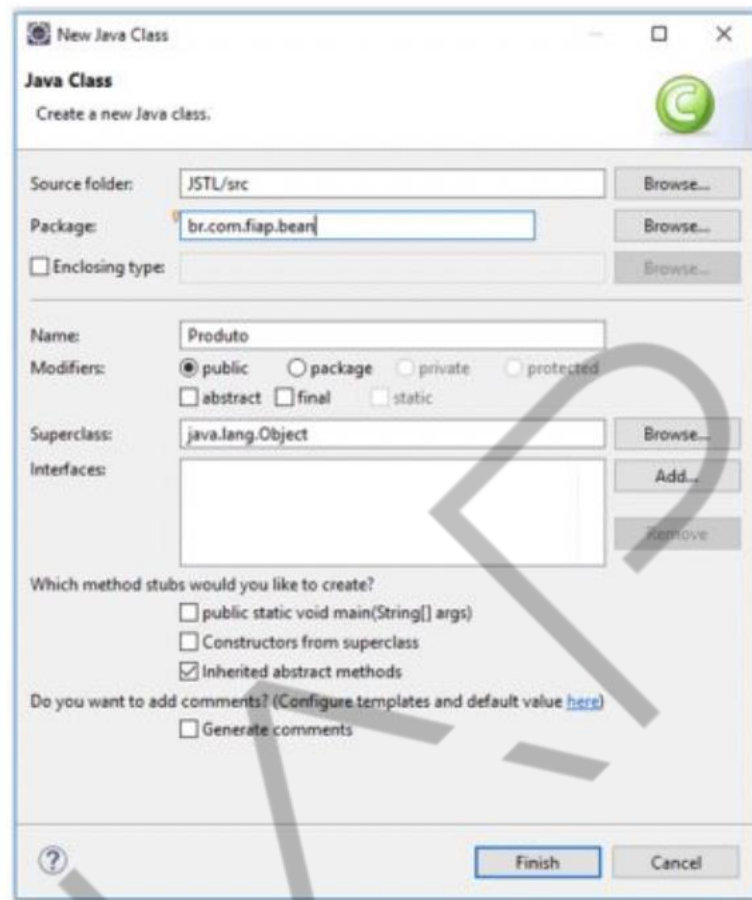 New Java Class
Java Class
Create a new Java class.
C
Source folder: JSTL/src Browse...
Package: br.com.fiap.bean Browse...
Enclosing type: Browse...
Name: Produto
Modifiers: public package private protected
abstract final static
Superclass: java.lang.Object Browse...
Interfaces: Add...
Remove
Which method stubs would you like to create?
public static void main(String[] args)
Constructors from superclass
Inherited abstract methods
Do you want to add comments? (Configure templates and default value here)
Generate comments
? Finish Cancel